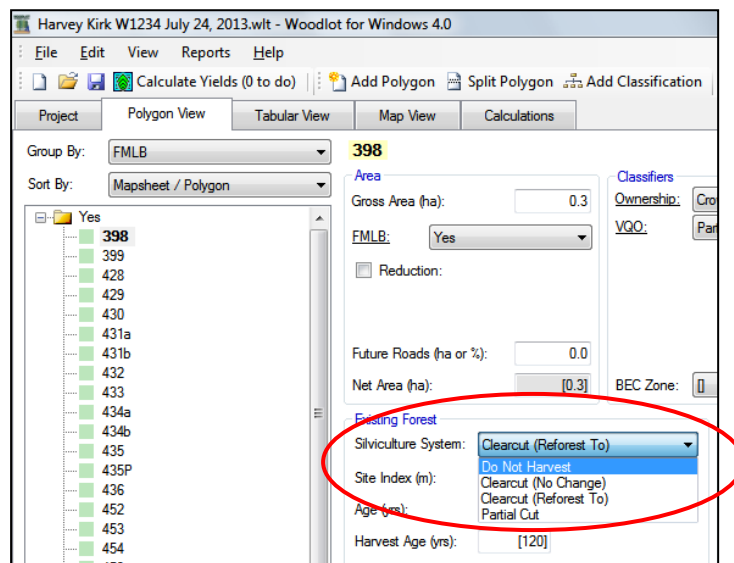 Harvey Kirk W1234 July 24, 2013.wlt - Woodlot for Windows 4.0
File Edit View Reports Help
Calculate Yields (0 to do) Add Polygon Split Polygon Add Classification
Project Polygon View Tabular View Map View Calculations
Group By: FMLB
Sort By: Mapsheet / Polygon
Yes
398
399
428
429
430
431a
431b
432
433
434a
434b
435
435P
436
452
453
454
398
Area
Gross Area (ha): 0.3
FMLB: Yes
Reduction:
Future Roads (ha or %): 0.0
Net Area (ha): [0.3]
Classifiers
Ownership: Cro
VQO: Par
BEC Zone: []
Existing Forest
Silviculture System: Clearcut (Reforest To)
Do Not Harvest
Clearcut (No Change)
Clearcut (Reforest To)
Partial Cut
Site Index (m):
Age (yrs):
Harvest Age (yrs): [120]